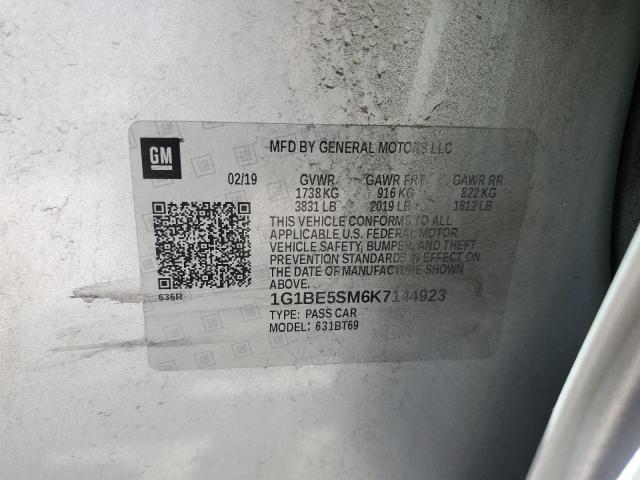 GM
MFD BY GENERAL MOTORS LLC
02/19 GVWR GAWR FRT GAWR RR
1738 KG 916 KG 822 KG
3831 LB 2019 LB 1812 LB
THIS VEHICLE CONFORMS TO ALL
APPLICABLE U.S. FEDERAL MOTOR
VEHICLE SAFETY, BUMPER, AND THEFT
PREVENTION STANDARDS IN EFFECT ON
THE DATE OF MANUFACTURE SHOWN
ABOVE.
636R
1G1BE5SM6K7144923
TYPE: PASS CAR
MODEL: 631BT69